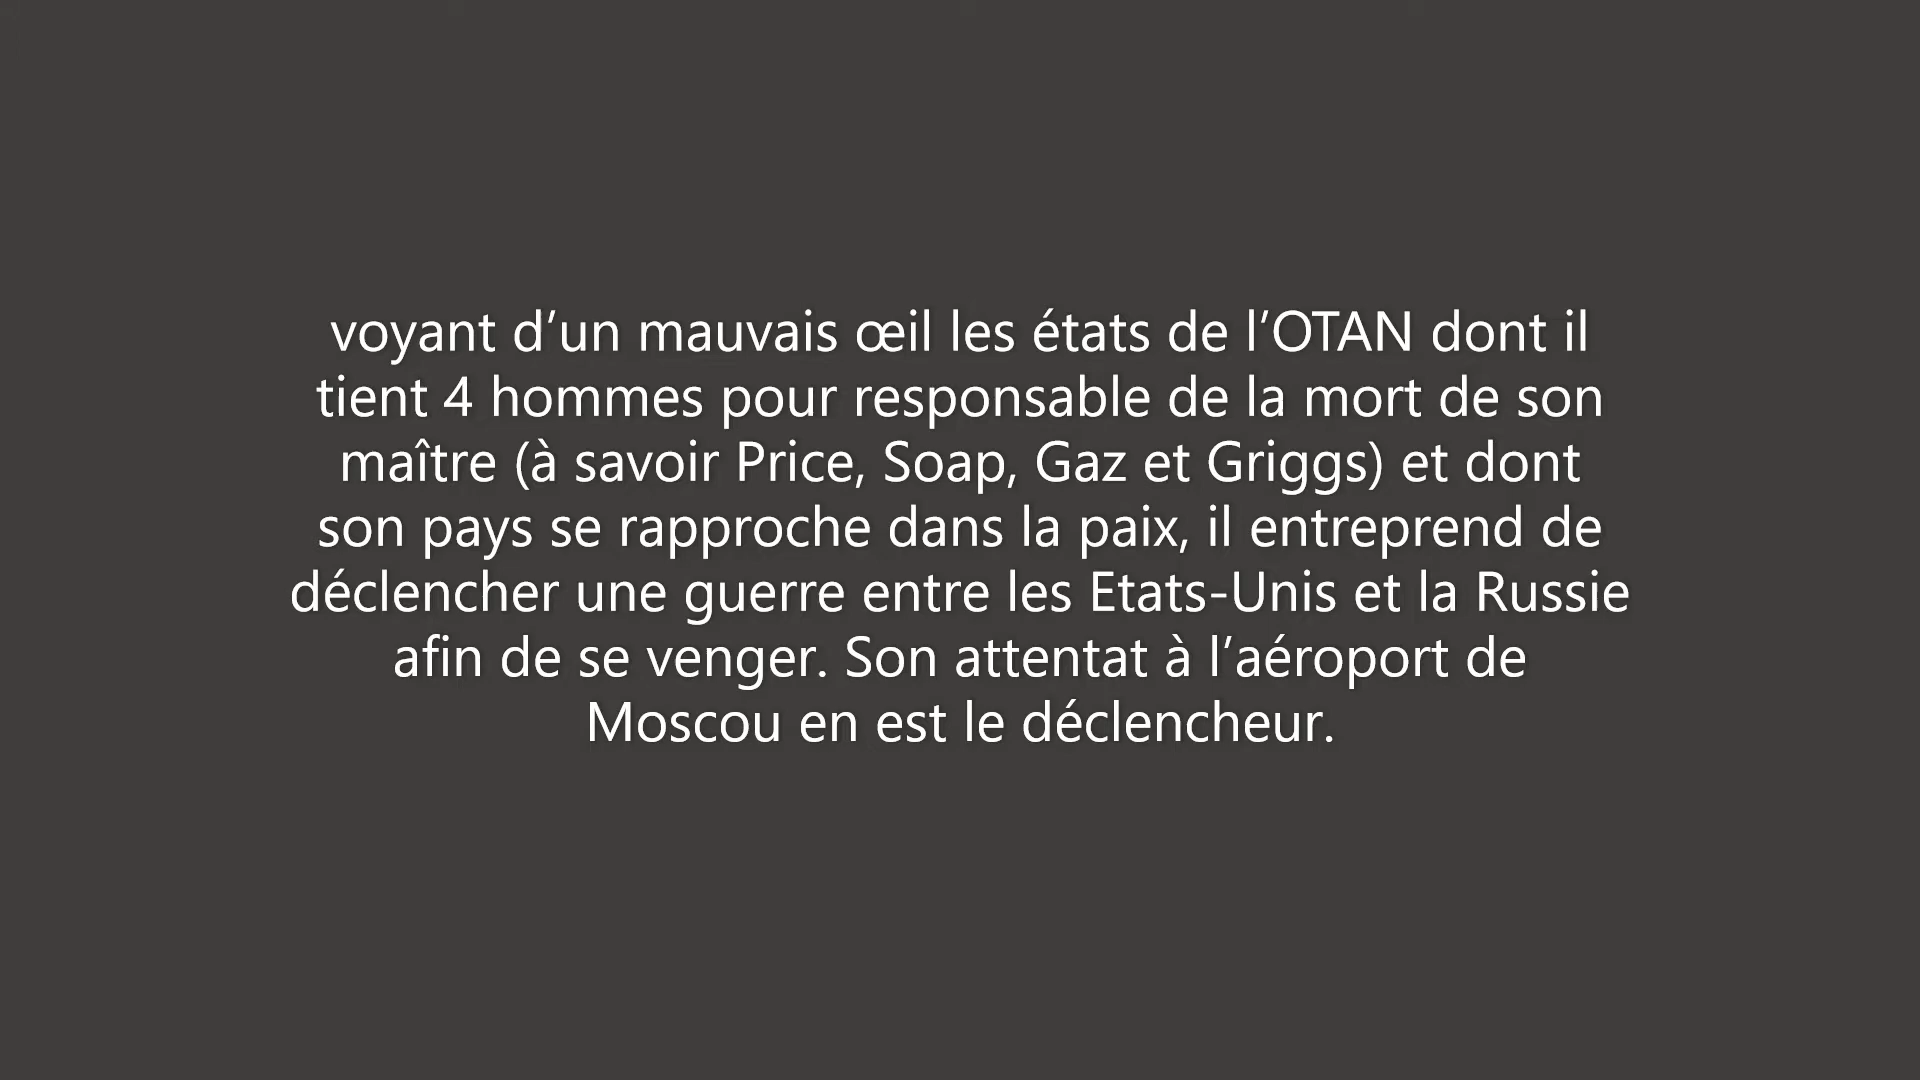 voyant d’un mauvais œil les états de l’OTAN dont il
tient 4 hommes pour responsable de la mort de son
maître (à savoir Price, Soap, Gaz et Griggs) et dont
son pays se rapproche dans la paix, il entreprend de
déclencher une guerre entre les Etats-Unis et la Russie
afin de se venger. Son attentat à l’aéroport de
Moscou en est le déclencheur.